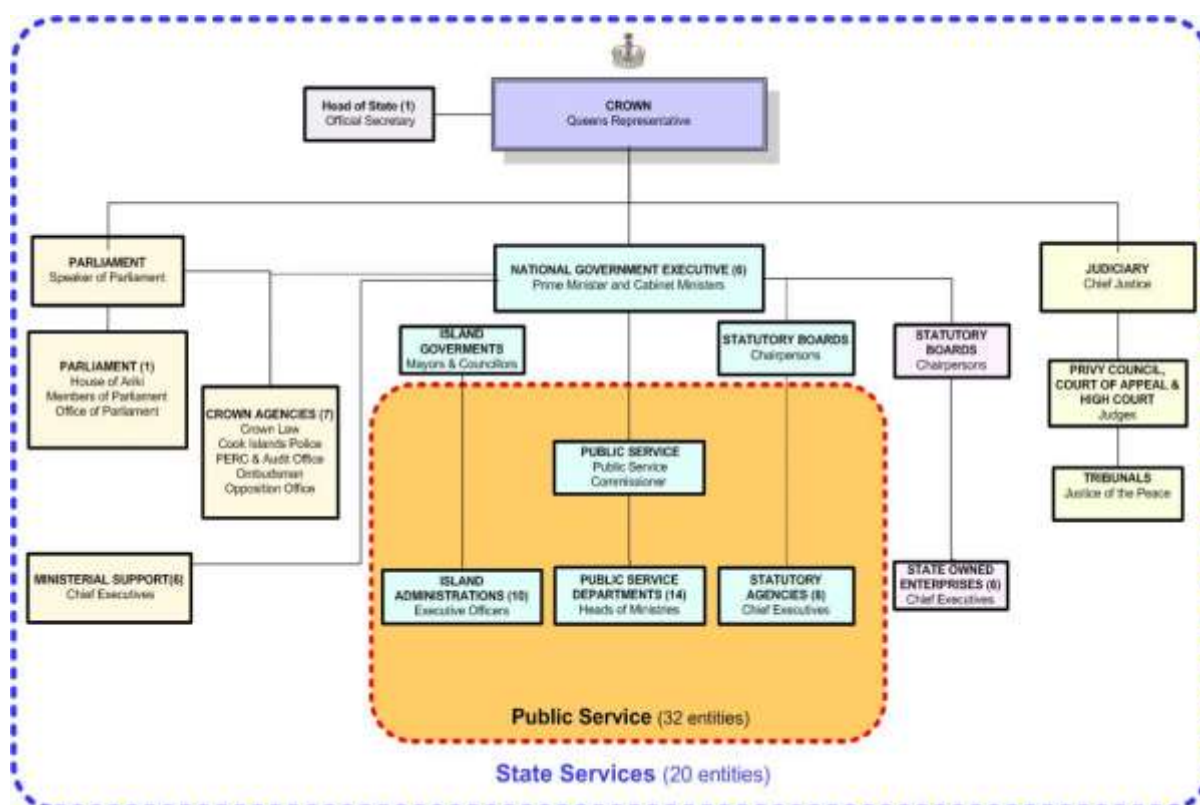 Head of State (1)
Official Secretary
CROWN
Queens Representative
PARLIAMENT
Speaker of Parliament
NATIONAL GOVERNMENT EXECUTIVE (6)
Prime Minister and Cabinet Ministers
JUDICIARY
Chief Justice
ISLAND
GOVERMENTS
Mayors & Councillors
STATUTORY BOARDS
Chairpersons
STATUTORY
BOARDS
Chairpersons
PARLIAMENT (1)
House of Ariki
Members of Parliament
Office of Parliament
PRIVY COUNCIL,
COURT OF APPEAL &
HIGH COURT
Judges
CROWN AGENCIES (7)
Crown Law
Cook Islands Police
PERC & Audit Office
Ombudsman
Opposition Office
PUBLIC SERVICE
Public Service
Commissioner
TRIBUNALS
Justice of the Peace
MINISTERIAL SUPPORT(6)
Chief Executives
ISLAND
ADMINISTRATIONS (10)
Executive Officers
PUBLIC SERVICE
DEPARTMENTS (14)
Heads of Ministries
STATUTORY
AGENCIES (8)
Chief Executives
STATE OWNED
ENTERPRISES (6)
Chief Executives
Public Service (32 entities)
State Services (20 entities)